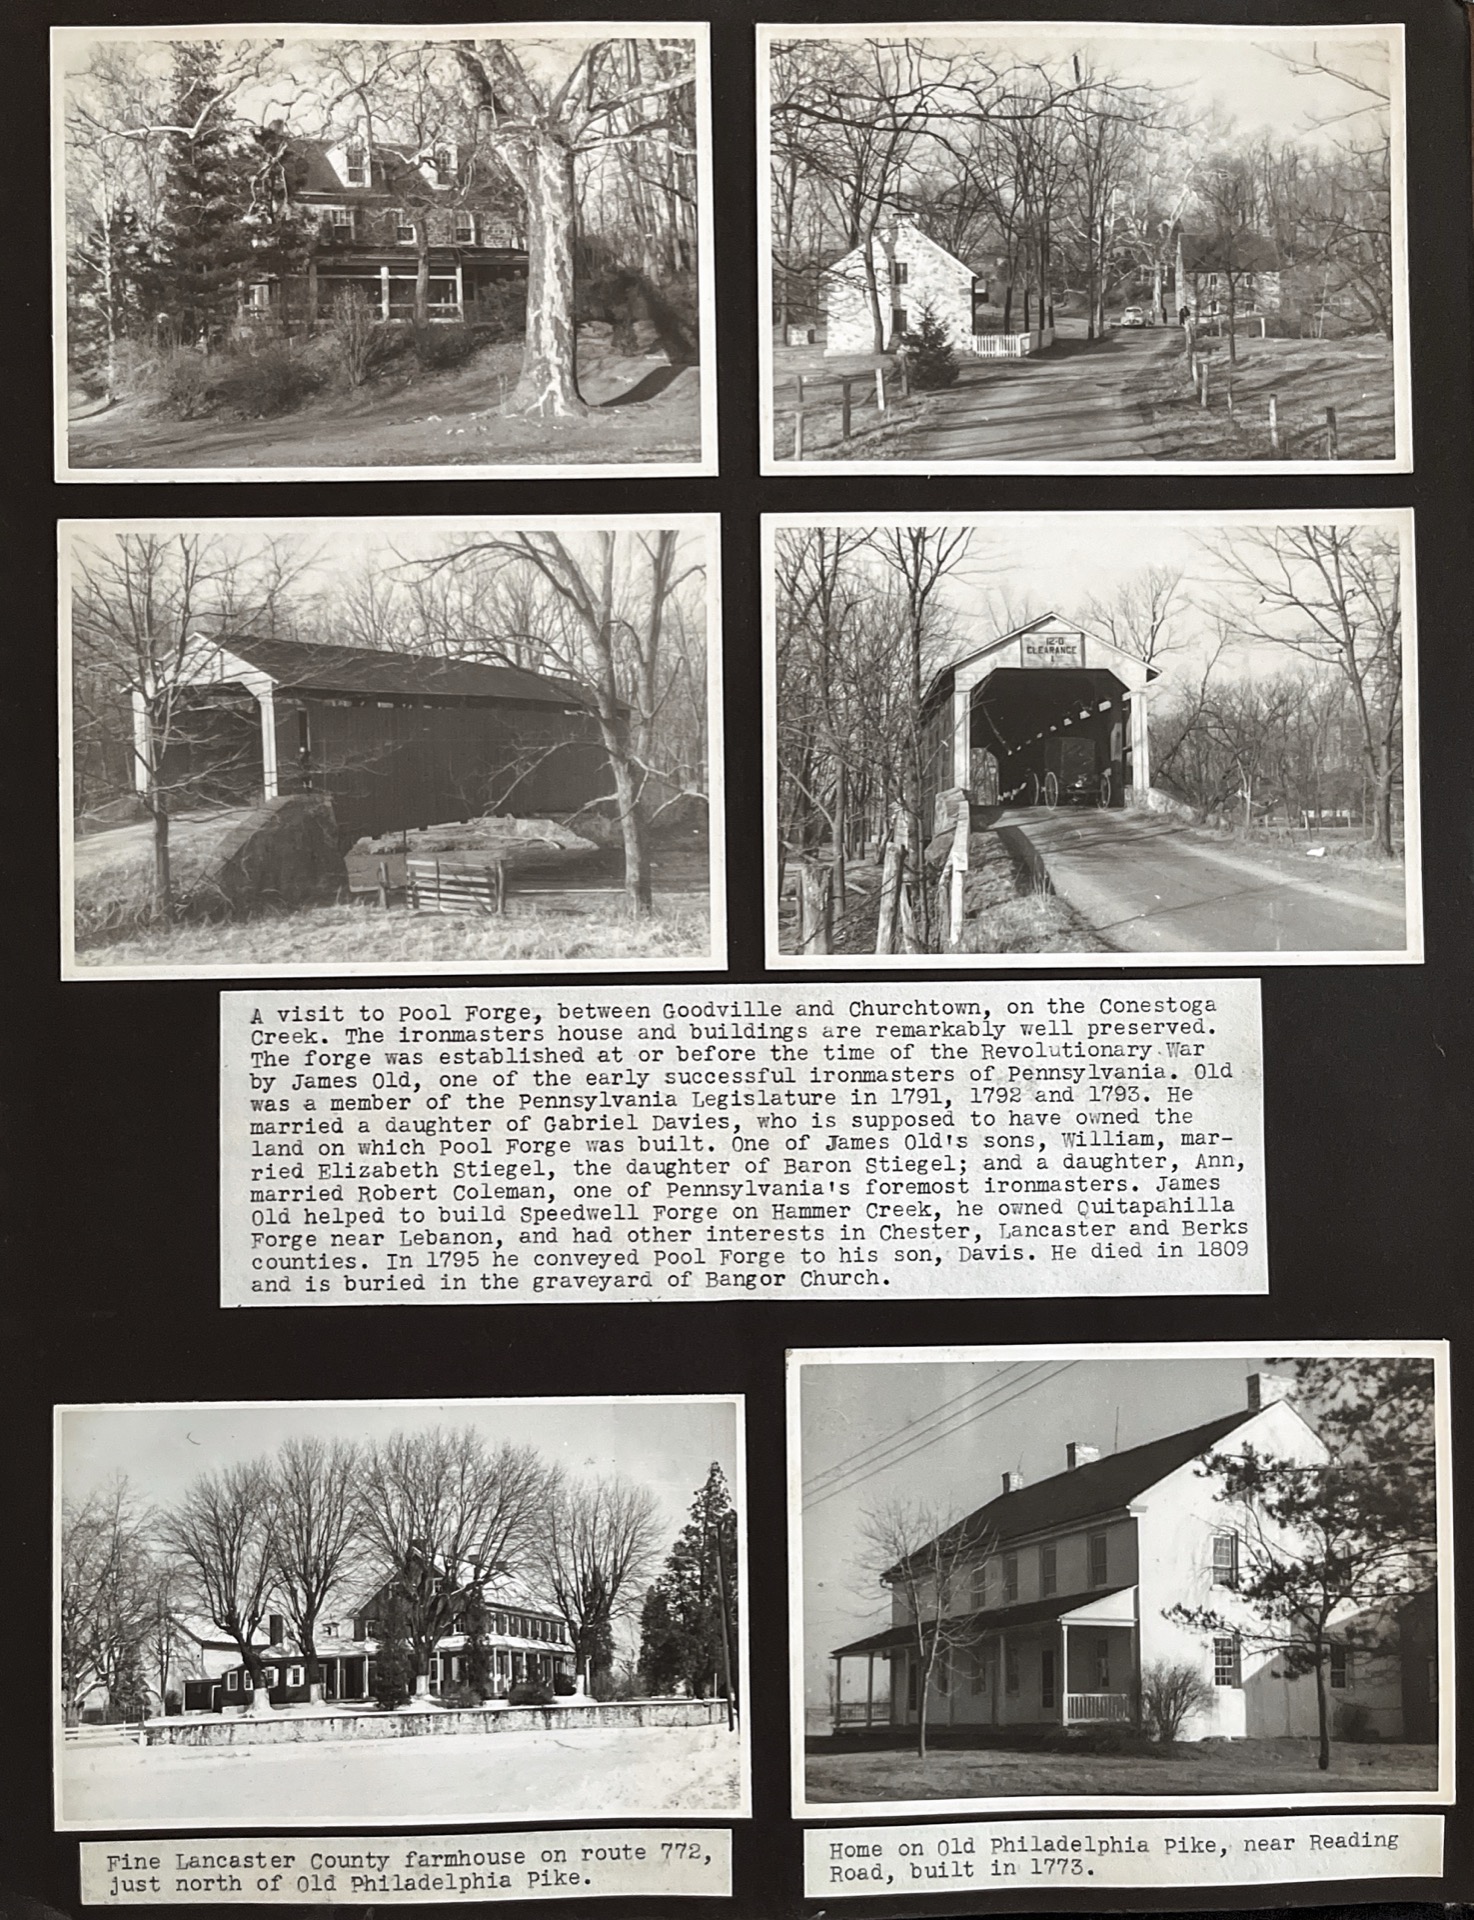 12-0
CLEARANCE
A visit to Pool Forge, between Goodville and Churchtown, on the Conestoga
Creek. The ironmasters house and buildings are remarkably well preserved.
The forge was established at or before the time of the Revolutionary War
by James Old, one of the early successful ironmasters of Pennsylvania. Old
was a member of the Pennsylvania Legislature in 1791, 1792 and 1793. He
married a daughter of Gabriel Davies, who is supposed to have owned the
land on which Pool Forge was built. One of James Old's sons, William, mar-
ried Elizabeth Stiegel, the daughter of Baron Stiegel; and a daughter, Ann,
married Robert Coleman, one of Pennsylvania's foremost ironmasters. James
Old helped to build Speedwell Forge on Hammer Creek, he owned Quitapahilla
Forge near Lebanon, and had other interests in Chester, Lancaster and Berks
counties. In 1795 he conveyed Pool Forge to his son, Davis. He died in 1809
and is buried in the graveyard of Bangor Church.
Fine Lancaster County farmhouse on route 772,
just north of Old Philadelphia Pike.
Home on Old Philadelphia Pike, near Reading
Road, built in 1773.